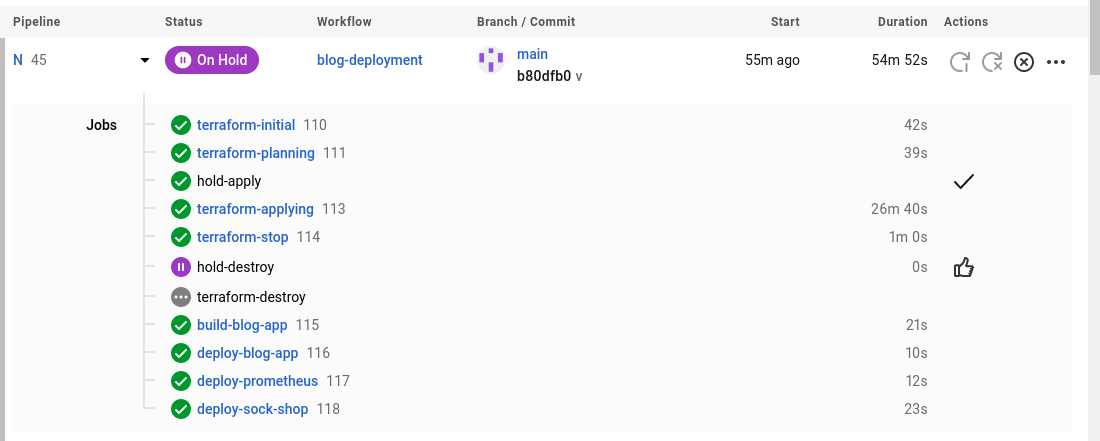 Pipeline Status Workflow Branch / Commit Start Duration Actions
N 45 On Hold blog-deployment main 55m ago 54m 52s
b80dfb0 v
Jobs terraform-initial 110 42s
terraform-planning 111 39s
hold-apply
terraform-applying 113 26m 40s
terraform-stop 114 1m 0s
hold-destroy 0s
terraform-destroy
build-blog-app 115 21s
deploy-blog-app 116 10s
deploy-prometheus 117 12s
deploy-sock-shop 118 23s